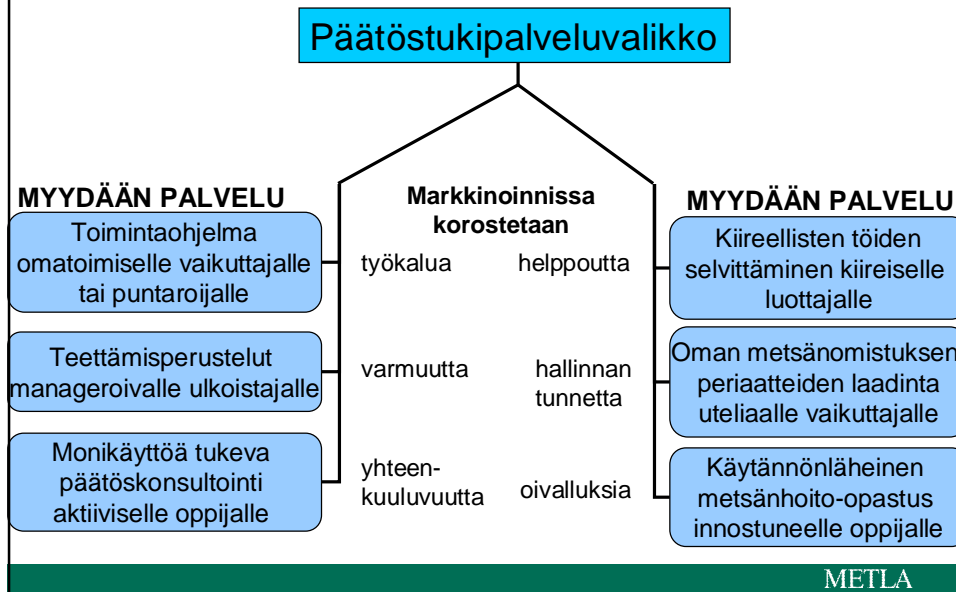 Päätöstukipalveluvalikko
MYYDÄÄN PALVELU
Toimintaohjelma
omatoimiselle vaikuttajalle
tai puntaroijalle
Teettämisperustelut
manageroivalle ulkoistajalle
Monikäyttöä tukeva
päätöskonsultointi
aktiiviselle oppijalle
Markkinoinnissa
korostetaan
työkalua
helppoutta
varmuutta
hallinnan
tunnetta
yhteen-
kuuluvuutta
oivalluksia
MYYDÄÄN PALVELU
Kiireellisten töiden
selvittäminen kiireiselle
luottajalle
Oman metsänomistuksen
periaatteiden laadinta
uteliaalle vaikuttajalle
Käytännönläheinen
metsänhoito-opastus
innostuneelle oppijalle
METLA